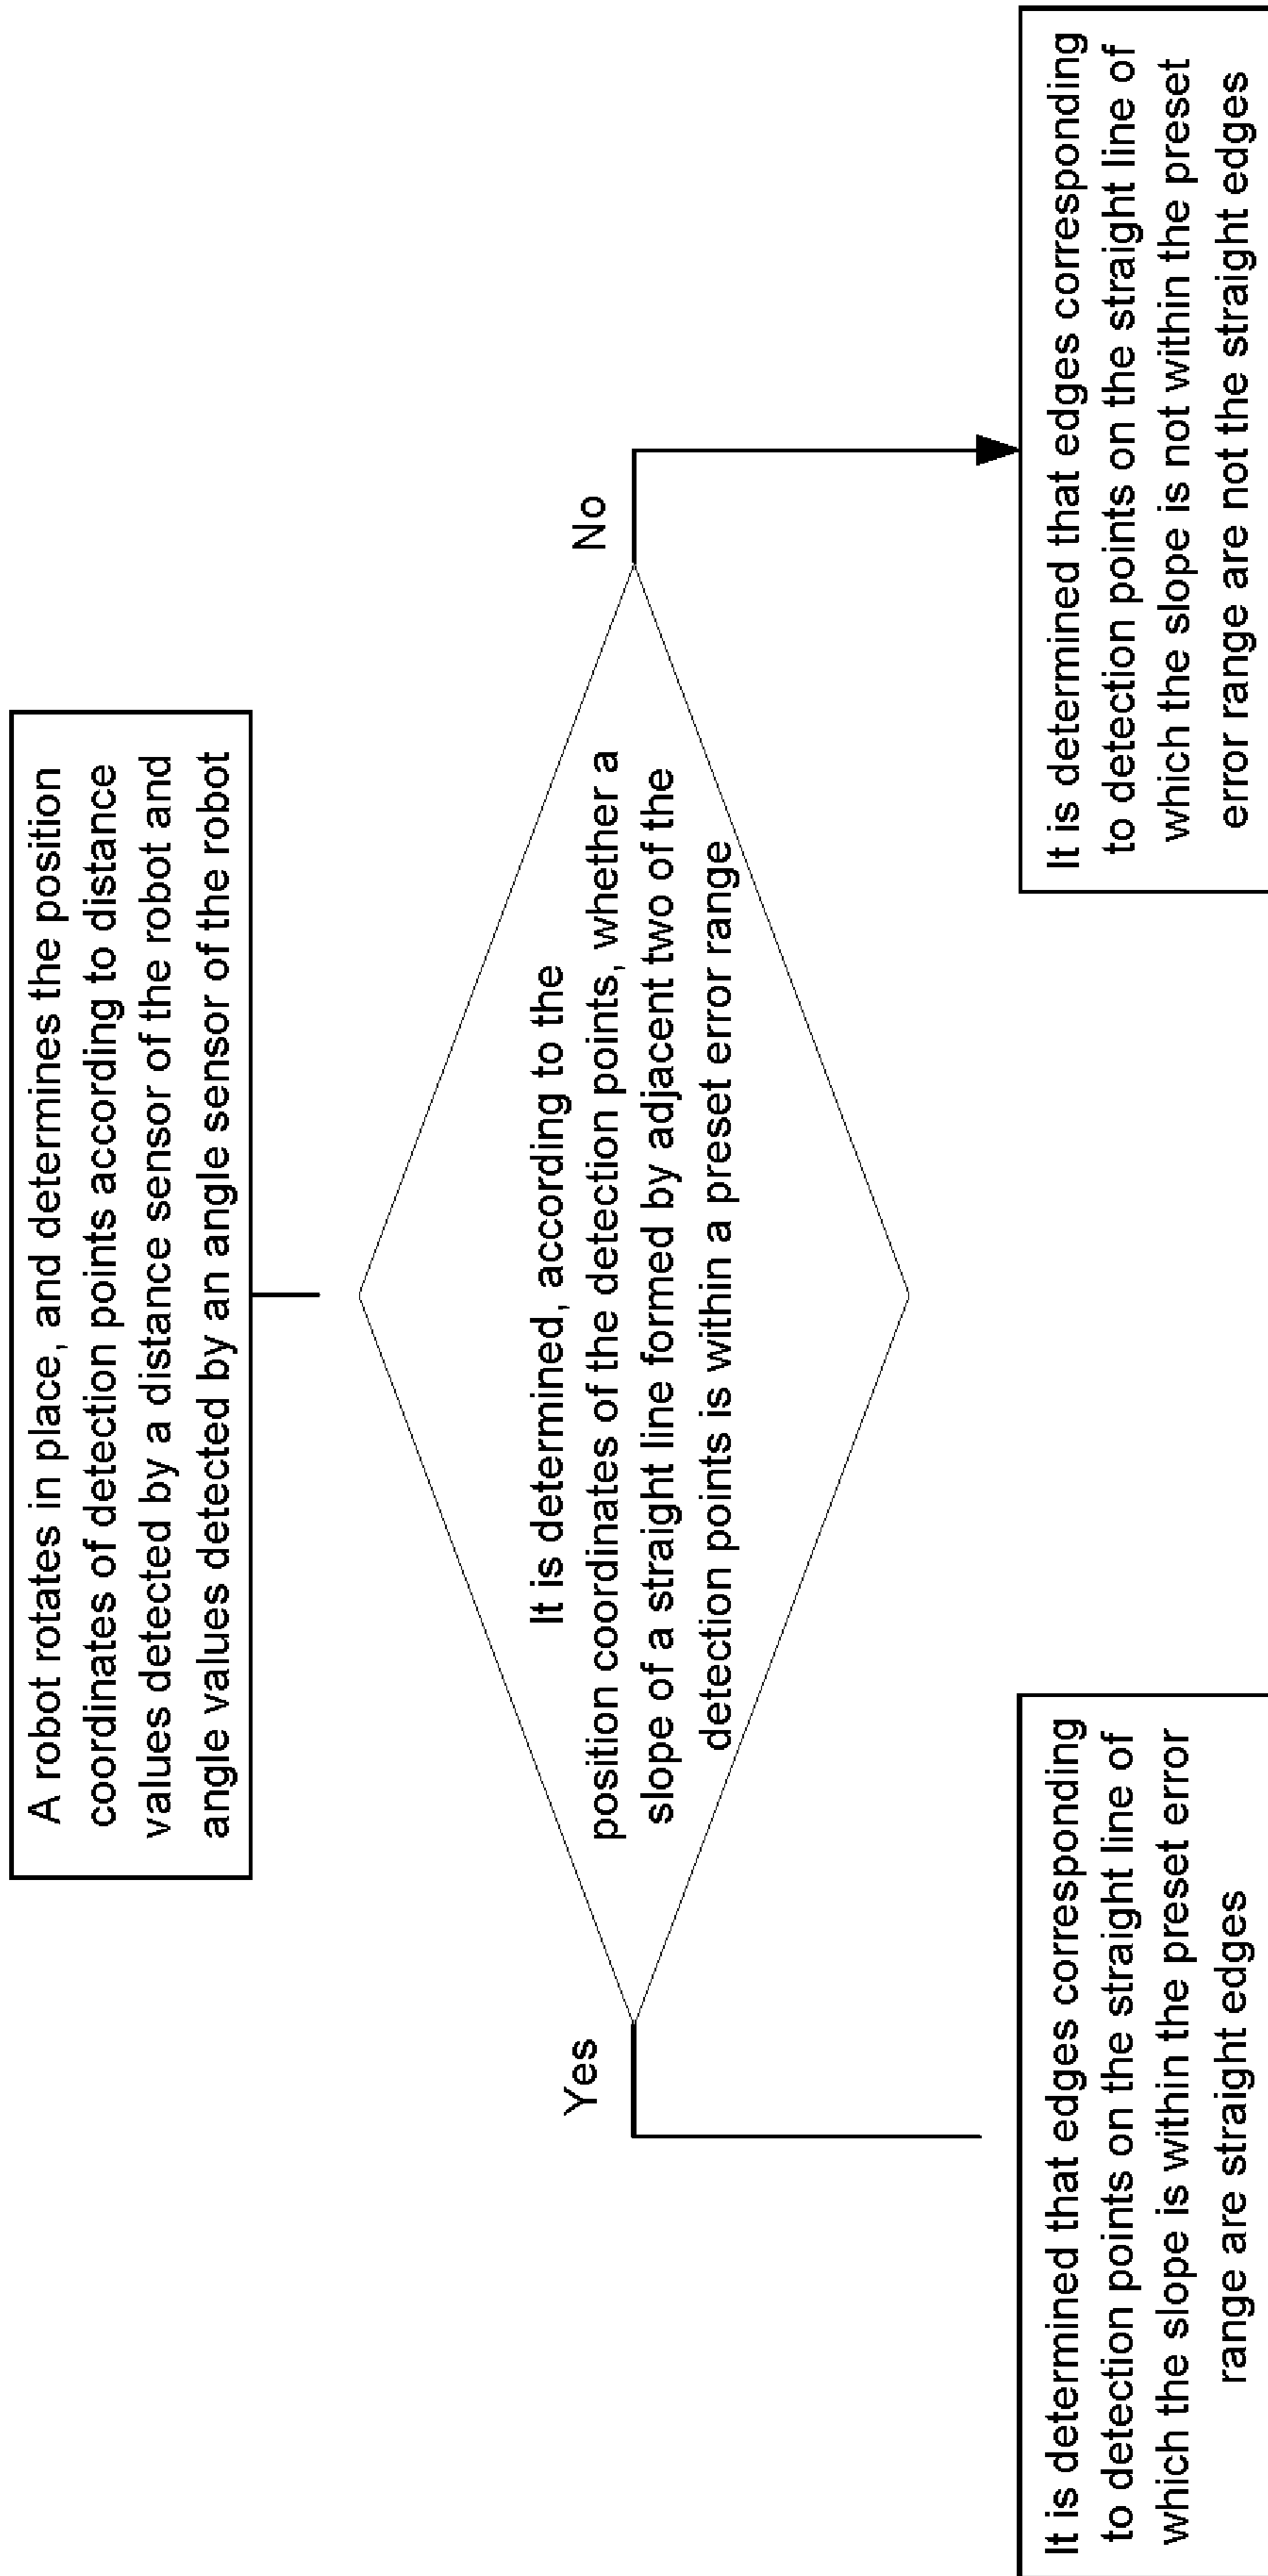 A robot rotates in place, and determines the position
coordinates of detection points according to distance
values detected by a distance sensor of the robot and
angle values detected by an angle sensor of the robot
It is determined, according to the
position coordinates of the detection points, whether a
slope of a straight line formed by adjacent two of the
detection points is within a preset error range
Yes
No
It is determined that edges corresponding
to detection points on the straight line of
which the slope is within the preset error
range are straight edges
It is determined that edges corresponding
to detection points on the straight line of
which the slope is not within the preset
error range are not the straight edges